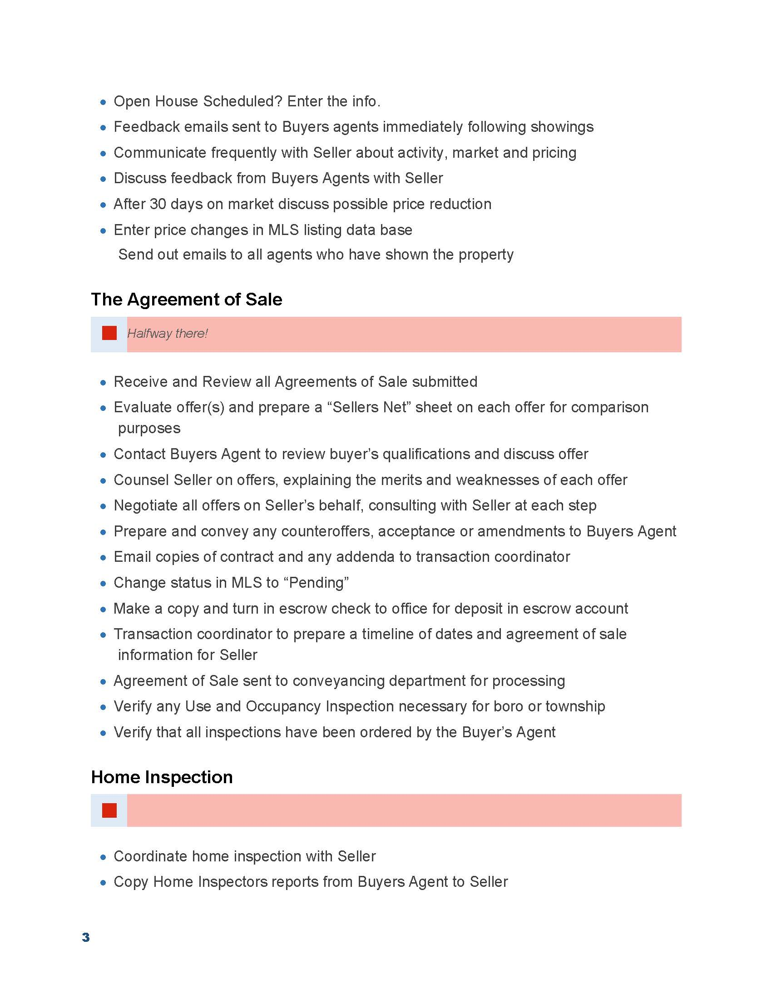 • Open House Scheduled? Enter the info.
• Feedback emails sent to Buyers agents immediately following showings
• Communicate frequently with Seller about activity, market and pricing
• Discuss feedback from Buyers Agents with Seller
• After 30 days on market discuss possible price reduction
• Enter price changes in MLS listing data base
Send out emails to all agents who have shown the property
The Agreement of Sale
Halfway there!
• Receive and Review all Agreements of Sale submitted
• Evaluate offer(s) and prepare a “Sellers Net” sheet on each offer for comparison
purposes
• Contact Buyers Agent to review buyer’s qualifications and discuss offer
• Counsel Seller on offers, explaining the merits and weaknesses of each offer
• Negotiate all offers on Seller’s behalf, consulting with Seller at each step
• Prepare and convey any counteroffers, acceptance or amendments to Buyers Agent
• Email copies of contract and any addenda to transaction coordinator
• Change status in MLS to “Pending”
• Make a copy and turn in escrow check to office for deposit in escrow account
• Transaction coordinator to prepare a timeline of dates and agreement of sale
information for Seller
• Agreement of Sale sent to conveyancing department for processing
• Verify any Use and Occupancy Inspection necessary for boro or township
• Verify that all inspections have been ordered by the Buyer’s Agent
Home Inspection
• Coordinate home inspection with Seller
• Copy Home Inspectors reports from Buyers Agent to Seller
3